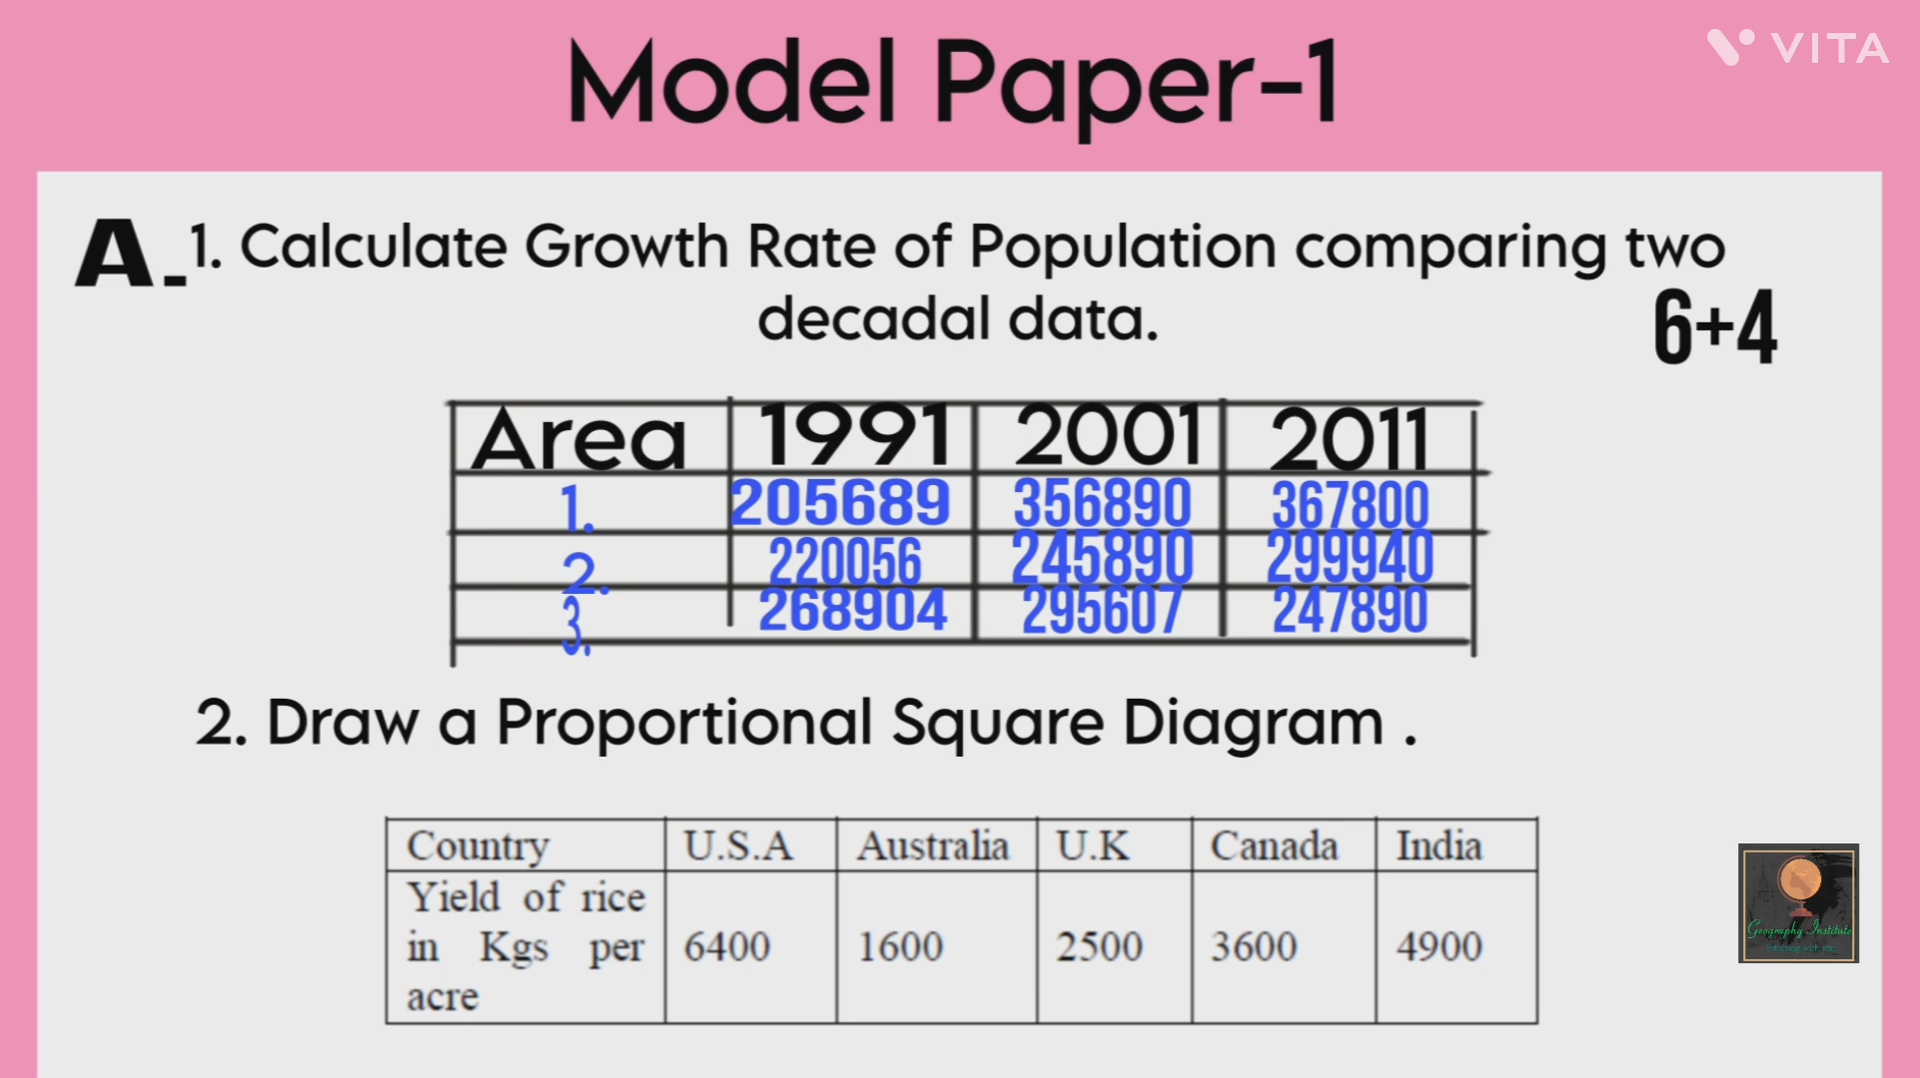 VITA
Model Paper-1
A.1. Calculate Growth Rate of Population comparing two
decadal data.
6+4
Area 1991 2001 2011
1. 205689 356890 367800
2. 220056 245890 299940
3. 268904 295607 247890
2. Draw a Proportional Square Diagram .
Country U.S.A Australia U.K Canada India
Yield of rice
in Kgs per 6400 1600 2500 3600 4900
acre
Geography Institute